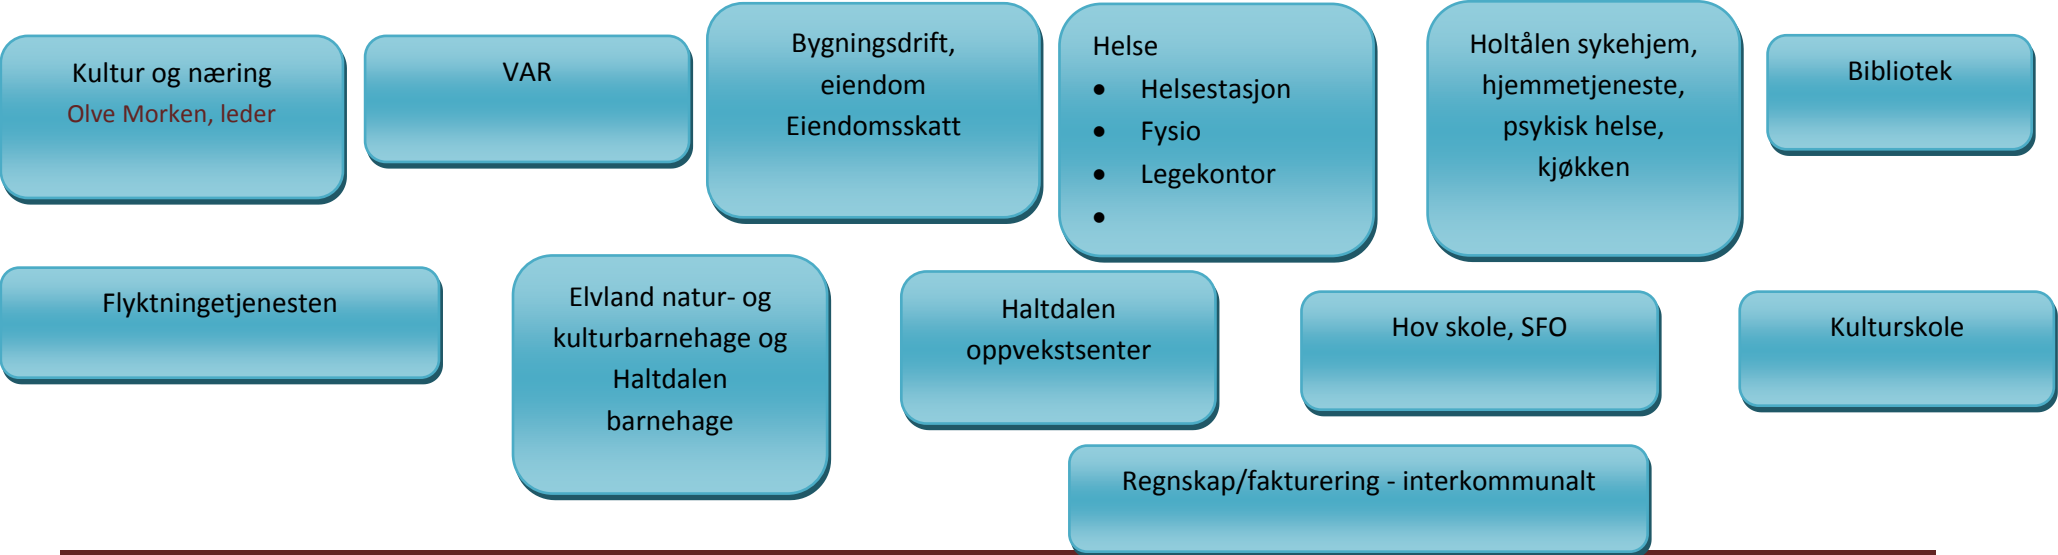 Kultur og næring
Olve Morken, leder
VAR
Bygningsdrift,
eiendom
Eiendomsskatt
Helse
• Helsestasjon
• Fysio
• Legekontor
•
Holtålen sykehjem,
hjemmetjeneste,
psykisk helse,
kjøkken
Bibliotek
Flyktningetjenesten
Elvland natur- og
kulturbarnehage og
Haltdalen
barnehage
Haltdalen
oppvekstsenter
Hov skole, SFO
Kulturskole
Regnskap/fakturering - interkommunalt